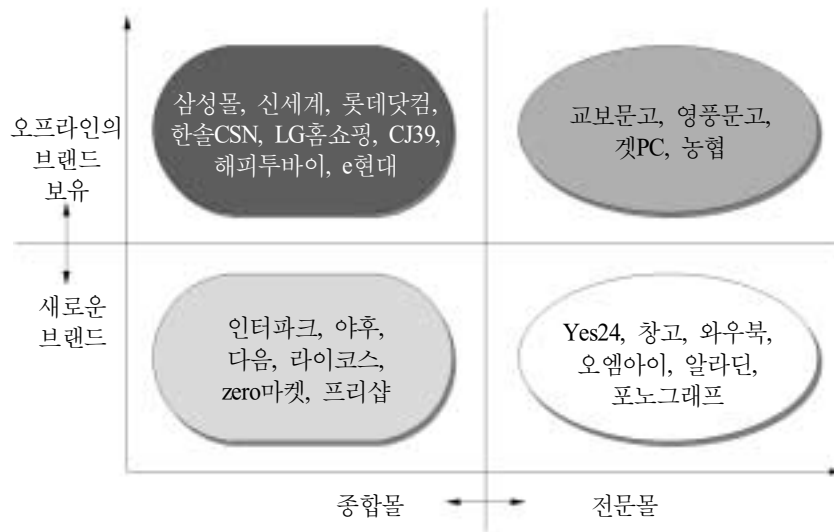 오프라인의
브랜드
보유
삼성몰, 신세계, 롯데닷컴,
한솔CSN, LG홈쇼핑, CJ39,
해피투바이, e현대
교보문고, 영풍문고,
겟PC, 농협
새로운
브랜드
인터파크, 야후,
다음, 라이코스,
zero마켓, 프리샵
Yes24, 창고, 와우북,
오엠아이, 알라딘,
포노그래프
종합몰
전문몰